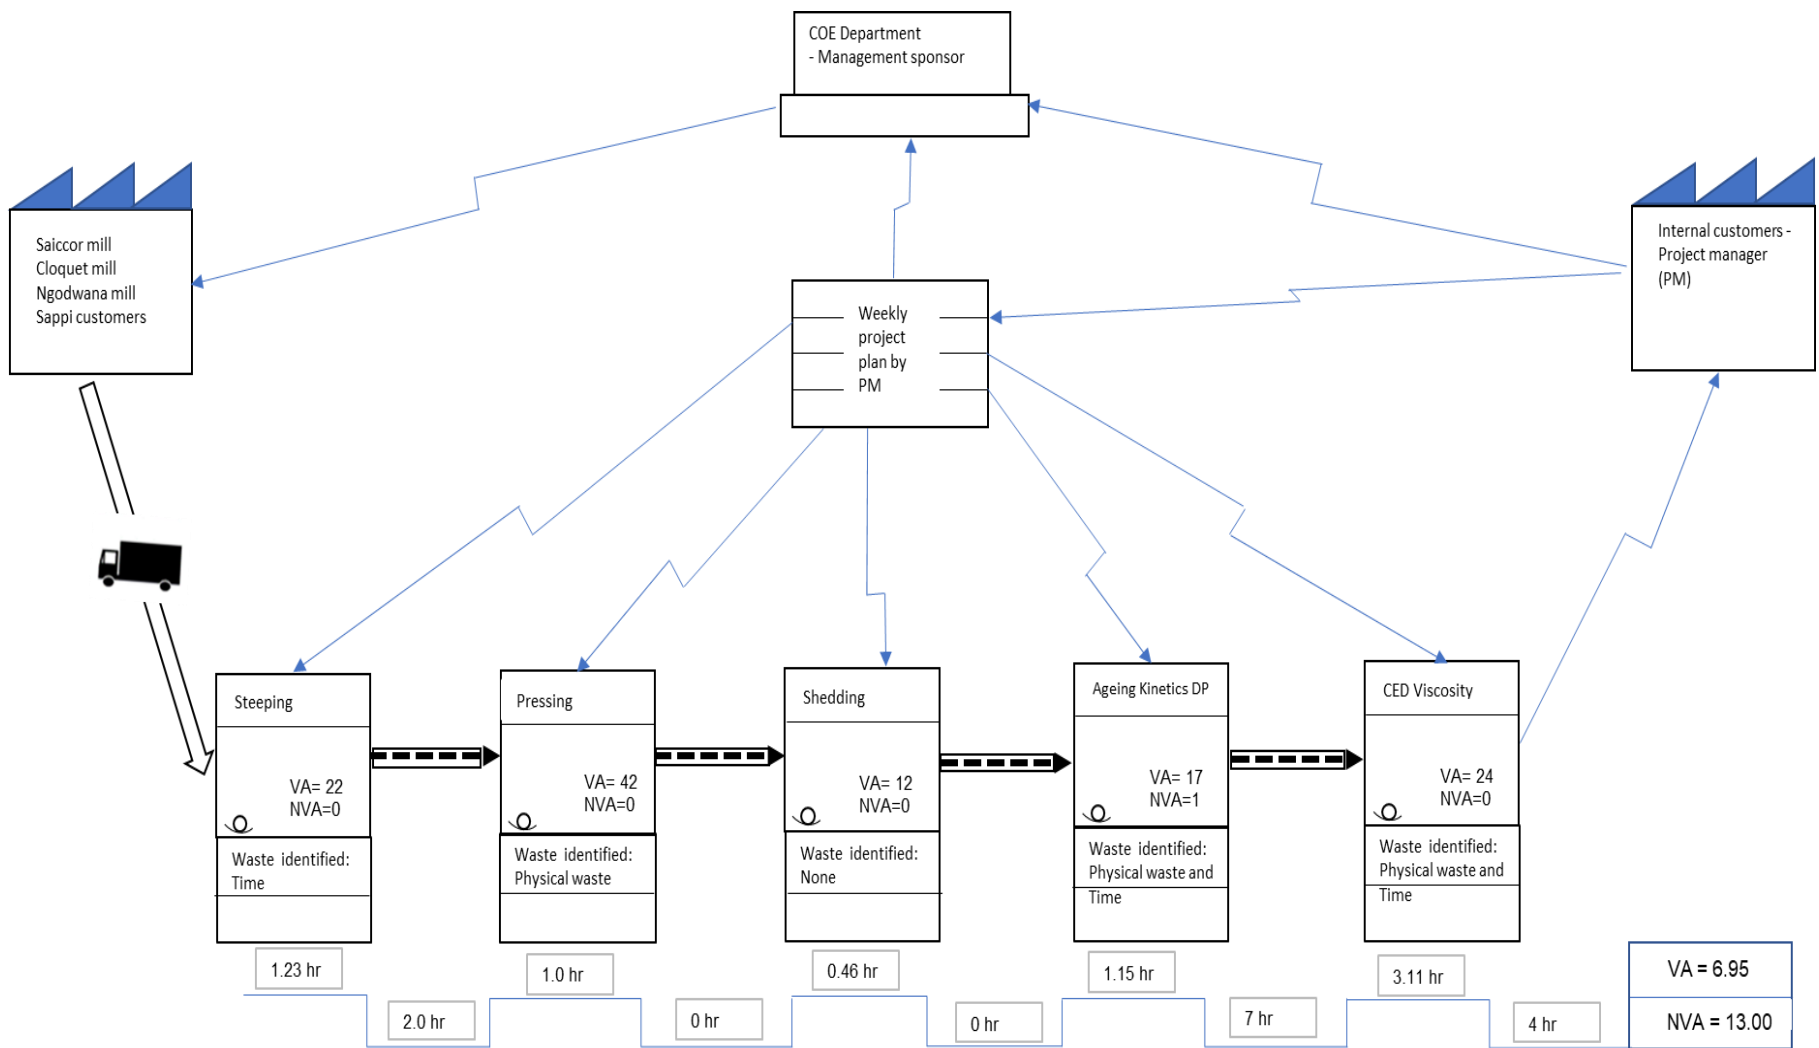 COE Department
- Management sponsor
Saiccor mill
Cloquet mill
Ngodwana mill
Sappi customers
Internal customers -
Project manager
(PM)
Weekly
project
plan by
PM
Steeping
VA= 22
NVA=0
Waste identified:
Time
Pressing
VA= 42
NVA=0
Waste identified:
Physical waste
Shedding
VA= 12
NVA=0
Waste identified:
None
Ageing Kinetics DP
VA= 17
NVA=1
Waste identified:
Physical waste and
Time
CED Viscosity
VA= 24
NVA=0
Waste identified:
Physical waste and
Time
1.23 hr
2.0 hr
1.0 hr
0 hr
0.46 hr
0 hr
1.15 hr
7 hr
3.11 hr
4 hr
VA = 6.95
NVA = 13.00